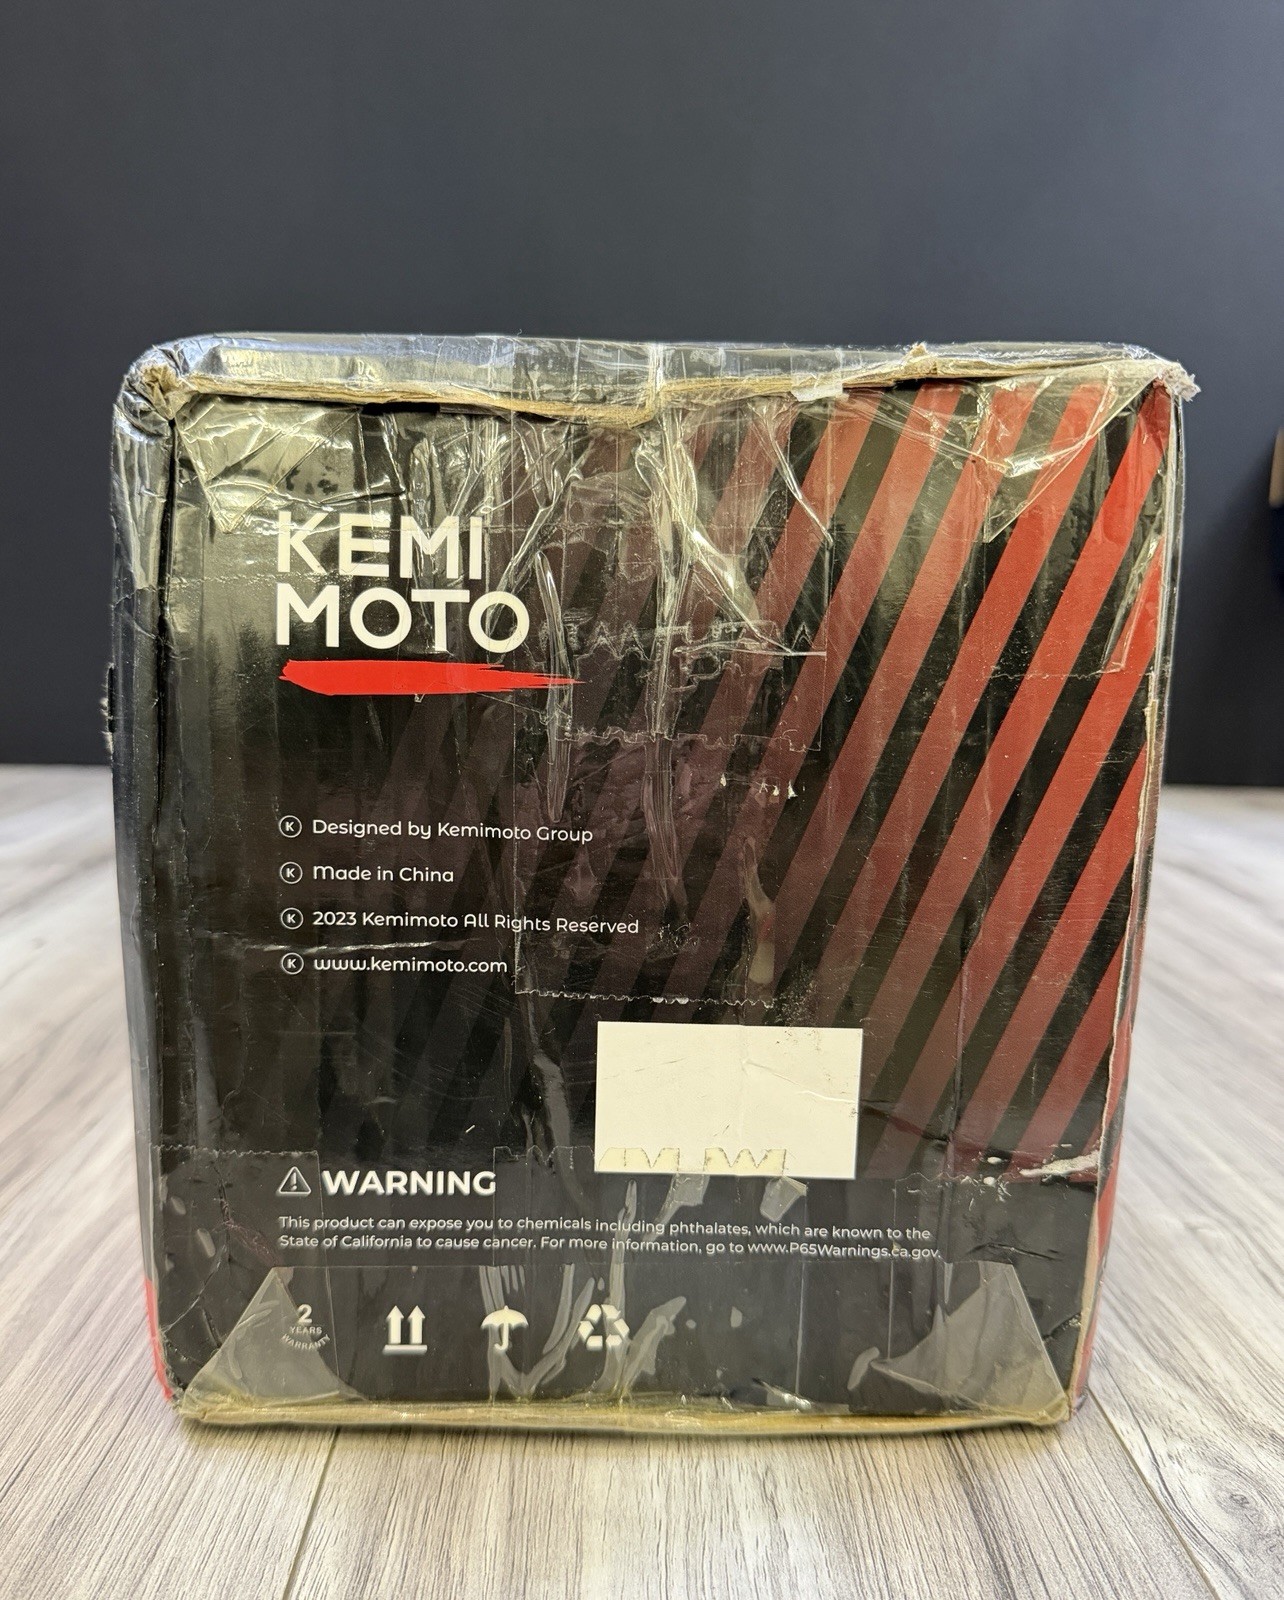 KEMI
MOTO
K Designed by Kemimoto Group
K Made in China
K 2023 Kemimoto All Rights Reserved
K www.kemimoto.com
WARNING
This product can expose you to chemicals including phthalates, which are known to the
State of California to cause cancer. For more information, go to www.P65Warnings.ca.gov.
2
YEARS
WARRANTY